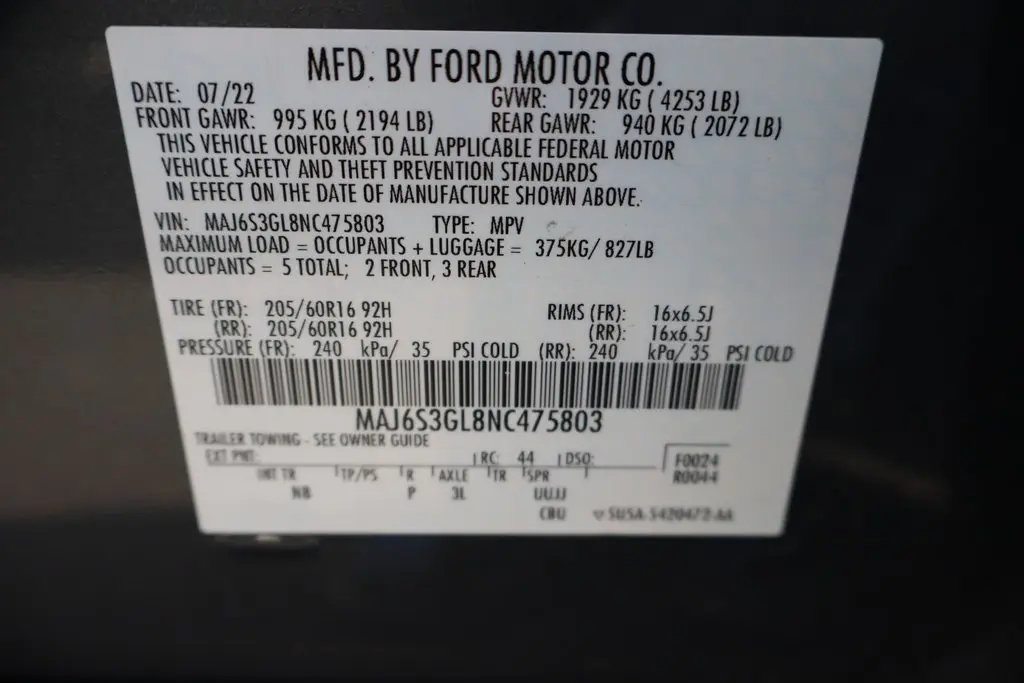 MFD. BY FORD MOTOR CO.
DATE: 07/22 GVWR: 1929 KG ( 4253 LB)
FRONT GAWR: 995 KG ( 2194 LB) REAR GAWR: 940 KG ( 2072 LB)
THIS VEHICLE CONFORMS TO ALL APPLICABLE FEDERAL MOTOR
VEHICLE SAFETY AND THEFT PREVENTION STANDARDS
IN EFFECT ON THE DATE OF MANUFACTURE SHOWN ABOVE.
VIN: MAJ6S3GL8NC475803 TYPE: MPV
MAXIMUM LOAD = OCCUPANTS + LUGGAGE = 375KG/ 827LB
OCCUPANTS = 5 TOTAL; 2 FRONT, 3 REAR
TIRE (FR): 205/60R16 92H RIMS (FR): 16x6.5J
(RR): 205/60R16 92H (RR): 16x6.5J
PRESSURE (FR): 240 kPa/ 35 PSI COLD (RR): 240 kPa/ 35 PSI COLD
MAJ6S3GL8NC475803
TRAILER TOWING - SEE OWNER GUIDE
EXT PNT: RC: 44 DSO: F0024
INT TR TP/PS R AXLE TR SPR R0044
NB P 3L UUJJ
CBU